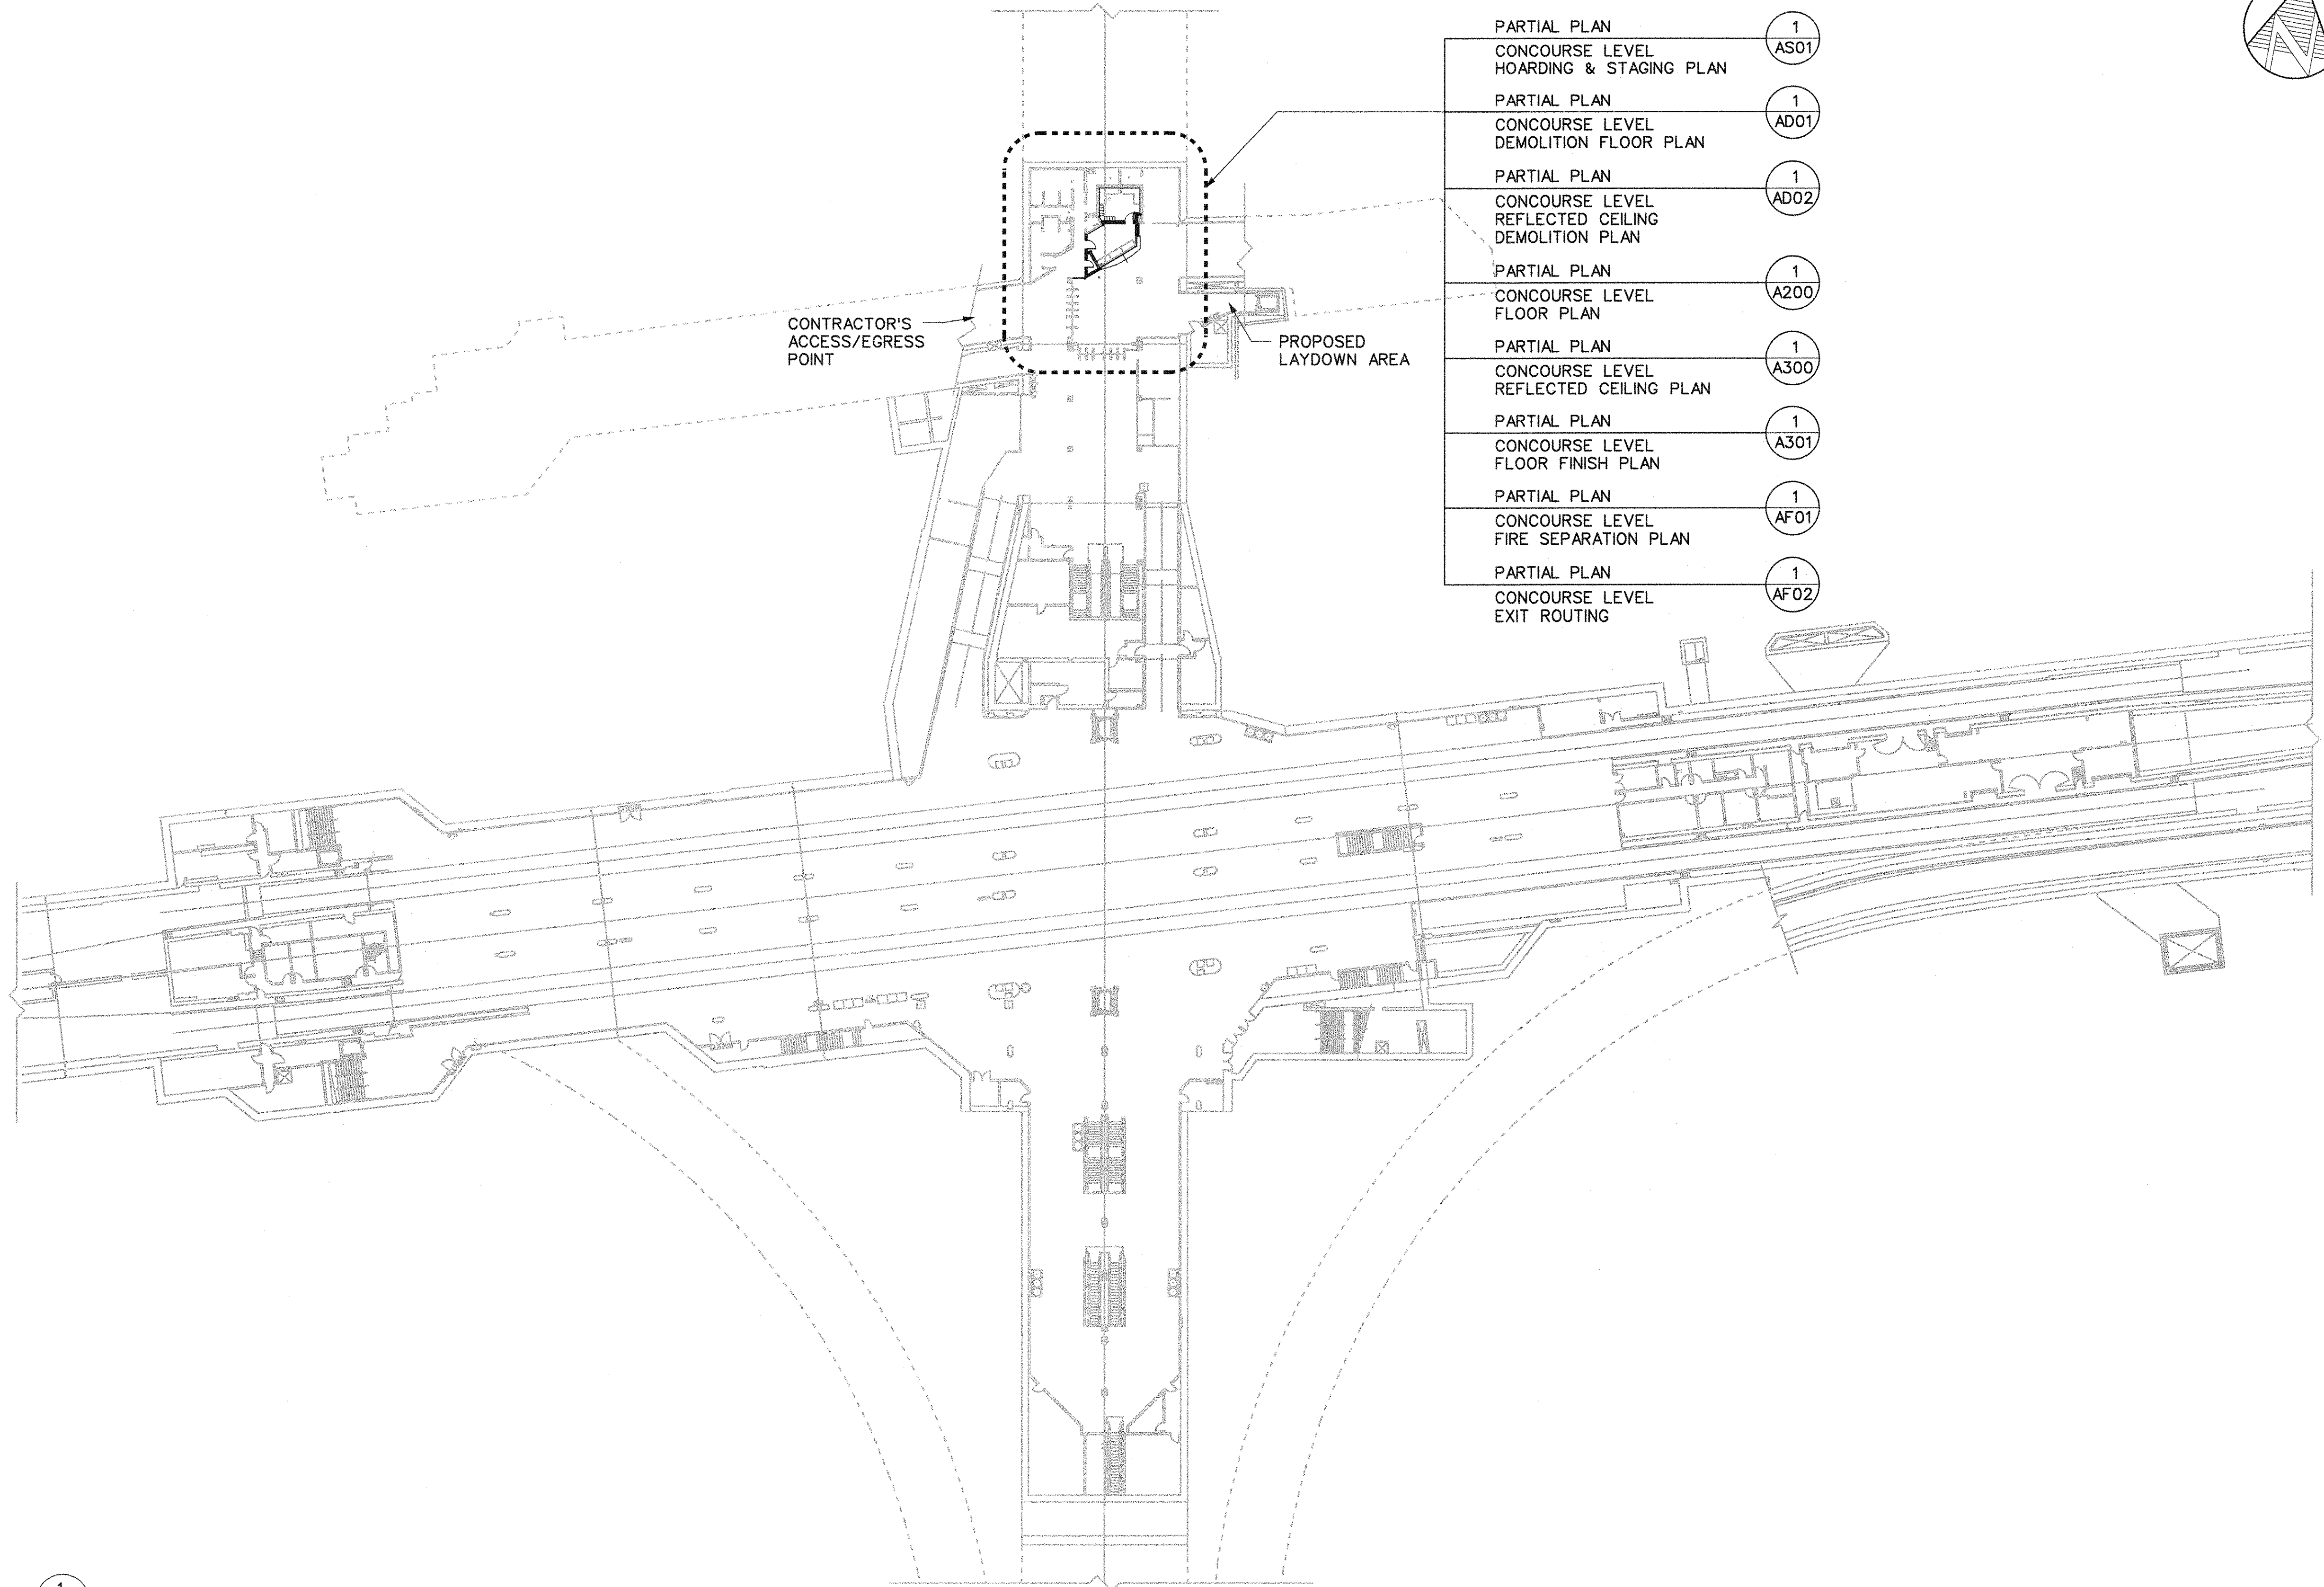 PARTIAL PLAN
1
AS01
CONCOURSE LEVEL
HOARDING & STAGING PLAN
PARTIAL PLAN
1
AD01
CONCOURSE LEVEL
DEMOLITION FLOOR PLAN
PARTIAL PLAN
1
AD02
CONCOURSE LEVEL
REFLECTED CEILING
DEMOLITION PLAN
PARTIAL PLAN
1
A200
CONCOURSE LEVEL
FLOOR PLAN
PARTIAL PLAN
1
A300
CONCOURSE LEVEL
REFLECTED CEILING PLAN
PARTIAL PLAN
1
A301
CONCOURSE LEVEL
FLOOR FINISH PLAN
PARTIAL PLAN
1
AF01
CONCOURSE LEVEL
FIRE SEPARATION PLAN
PARTIAL PLAN
1
AF02
CONCOURSE LEVEL
EXIT ROUTING
CONTRACTOR'S
ACCESS/EGRESS
POINT
PROPOSED
LAYDOWN AREA
N
1